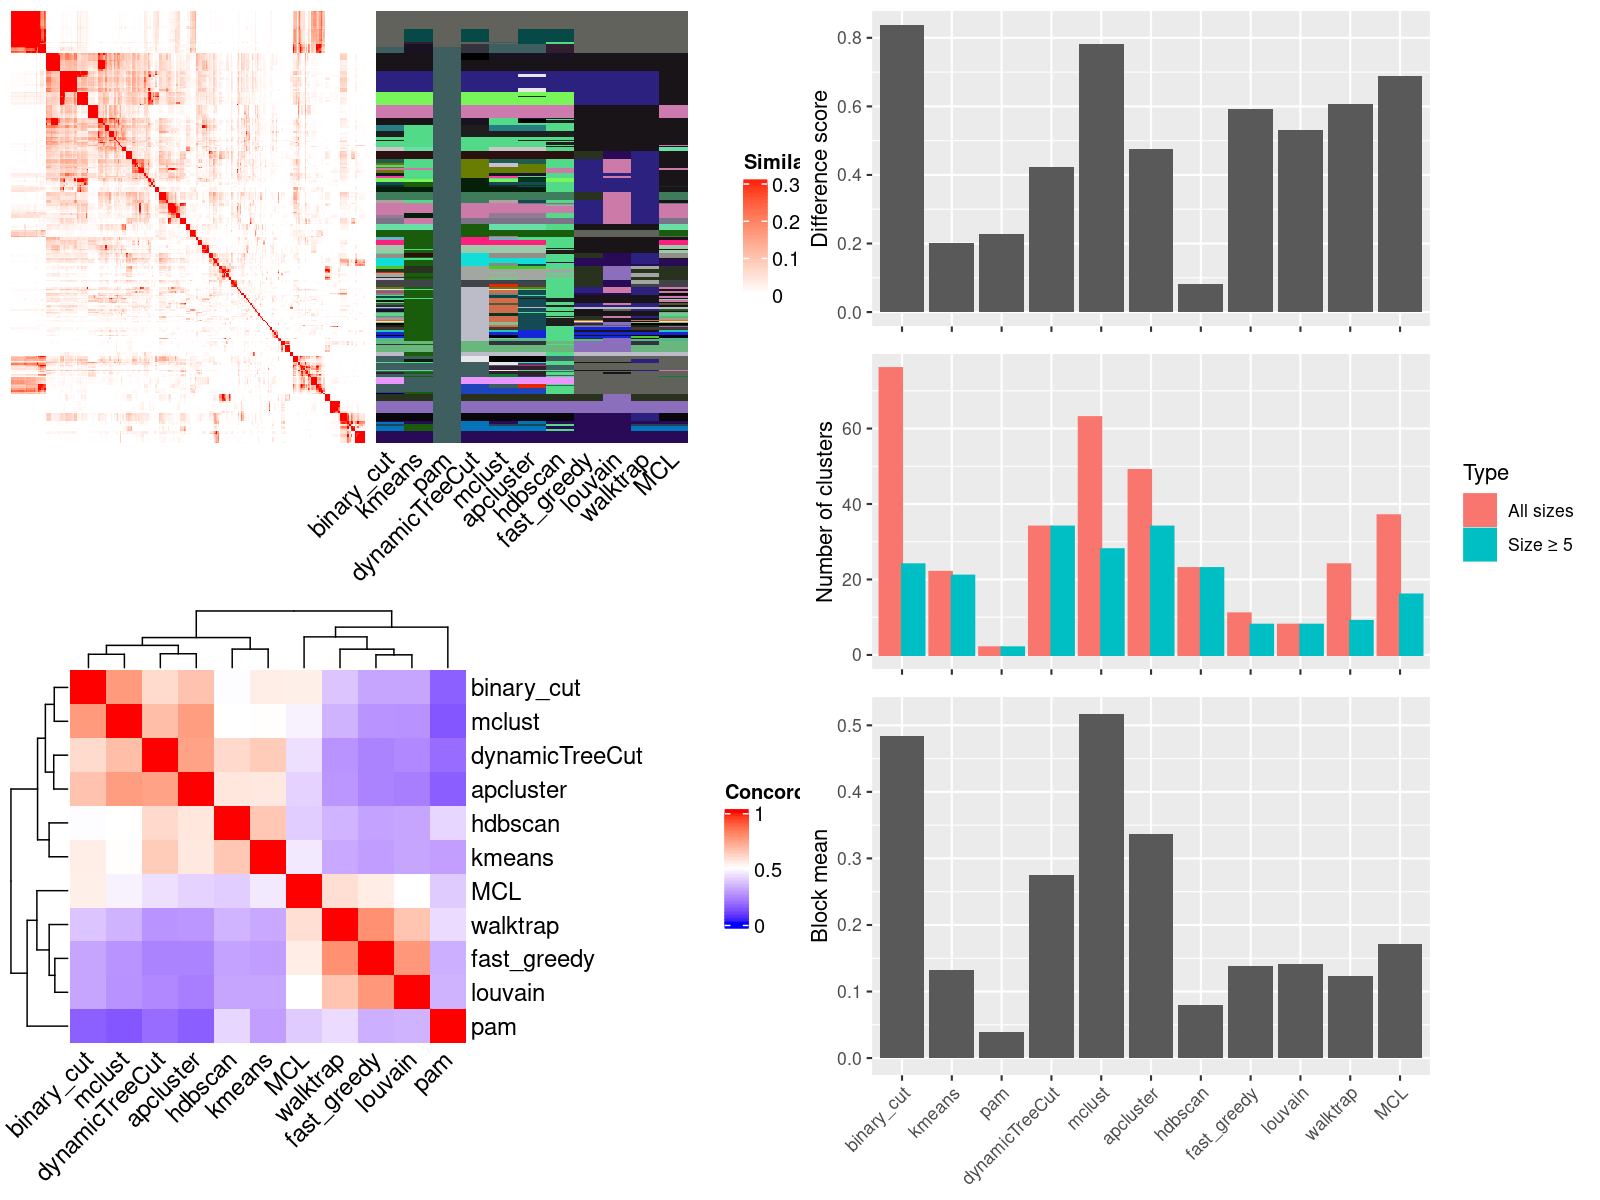 Simila
0.3
0.2
0.1
0
binary_cut
kmeans
pam
dynamicTreeCut
mclust
apcluster
hdbscan
fast_greedy
louvain
walktrap
MCL
binary_cut
mclust
dynamicTreeCut
apcluster
hdbscan
kmeans
MCL
walktrap
fast_greedy
louvain
pam
binary_cut
mclust
dynamicTreeCut
apcluster
hdbscan
kmeans
MCL
walktrap
fast_greedy
louvain
pam
Concord
1
0.5
0
Difference score
0.8
0.6
0.4
0.2
0.0
Number of clusters
60
40
20
0
Type
All sizes
Size ≥ 5
Block mean
0.5
0.4
0.3
0.2
0.1
0.0
binary_cut
kmeans
pam
dynamicTreeCut
mclust
apcluster
hdbscan
fast_greedy
louvain
walktrap
MCL